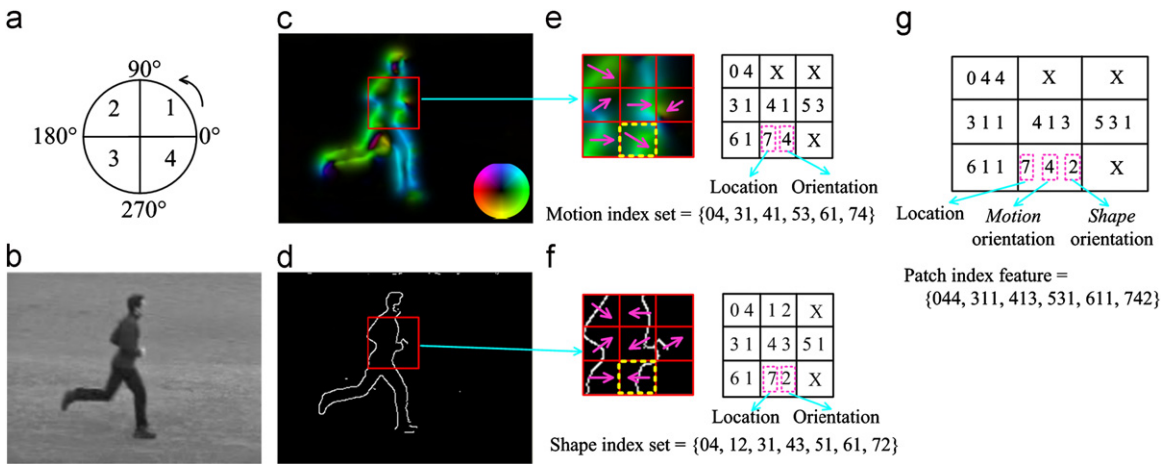 a
90°
2 1
180° 0°
3 4
270°
b
c
d
e
0 4 X X
3 1 4 1 5 3
6 1 7 4 X
Location Orientation
Motion index set = {04, 31, 41, 53, 61, 74}
f
0 4 1 2 X
3 1 4 3 5 1
6 1 7 2 X
Location Orientation
Shape index set = {04, 12, 31, 43, 51, 61, 72}
g
0 4 4 X X
3 1 1 4 1 3 5 3 1
6 1 1 7 4 2 X
Location
Motion Shape
orientation orientation
Patch index feature =
{044, 311, 413, 531, 611, 742}